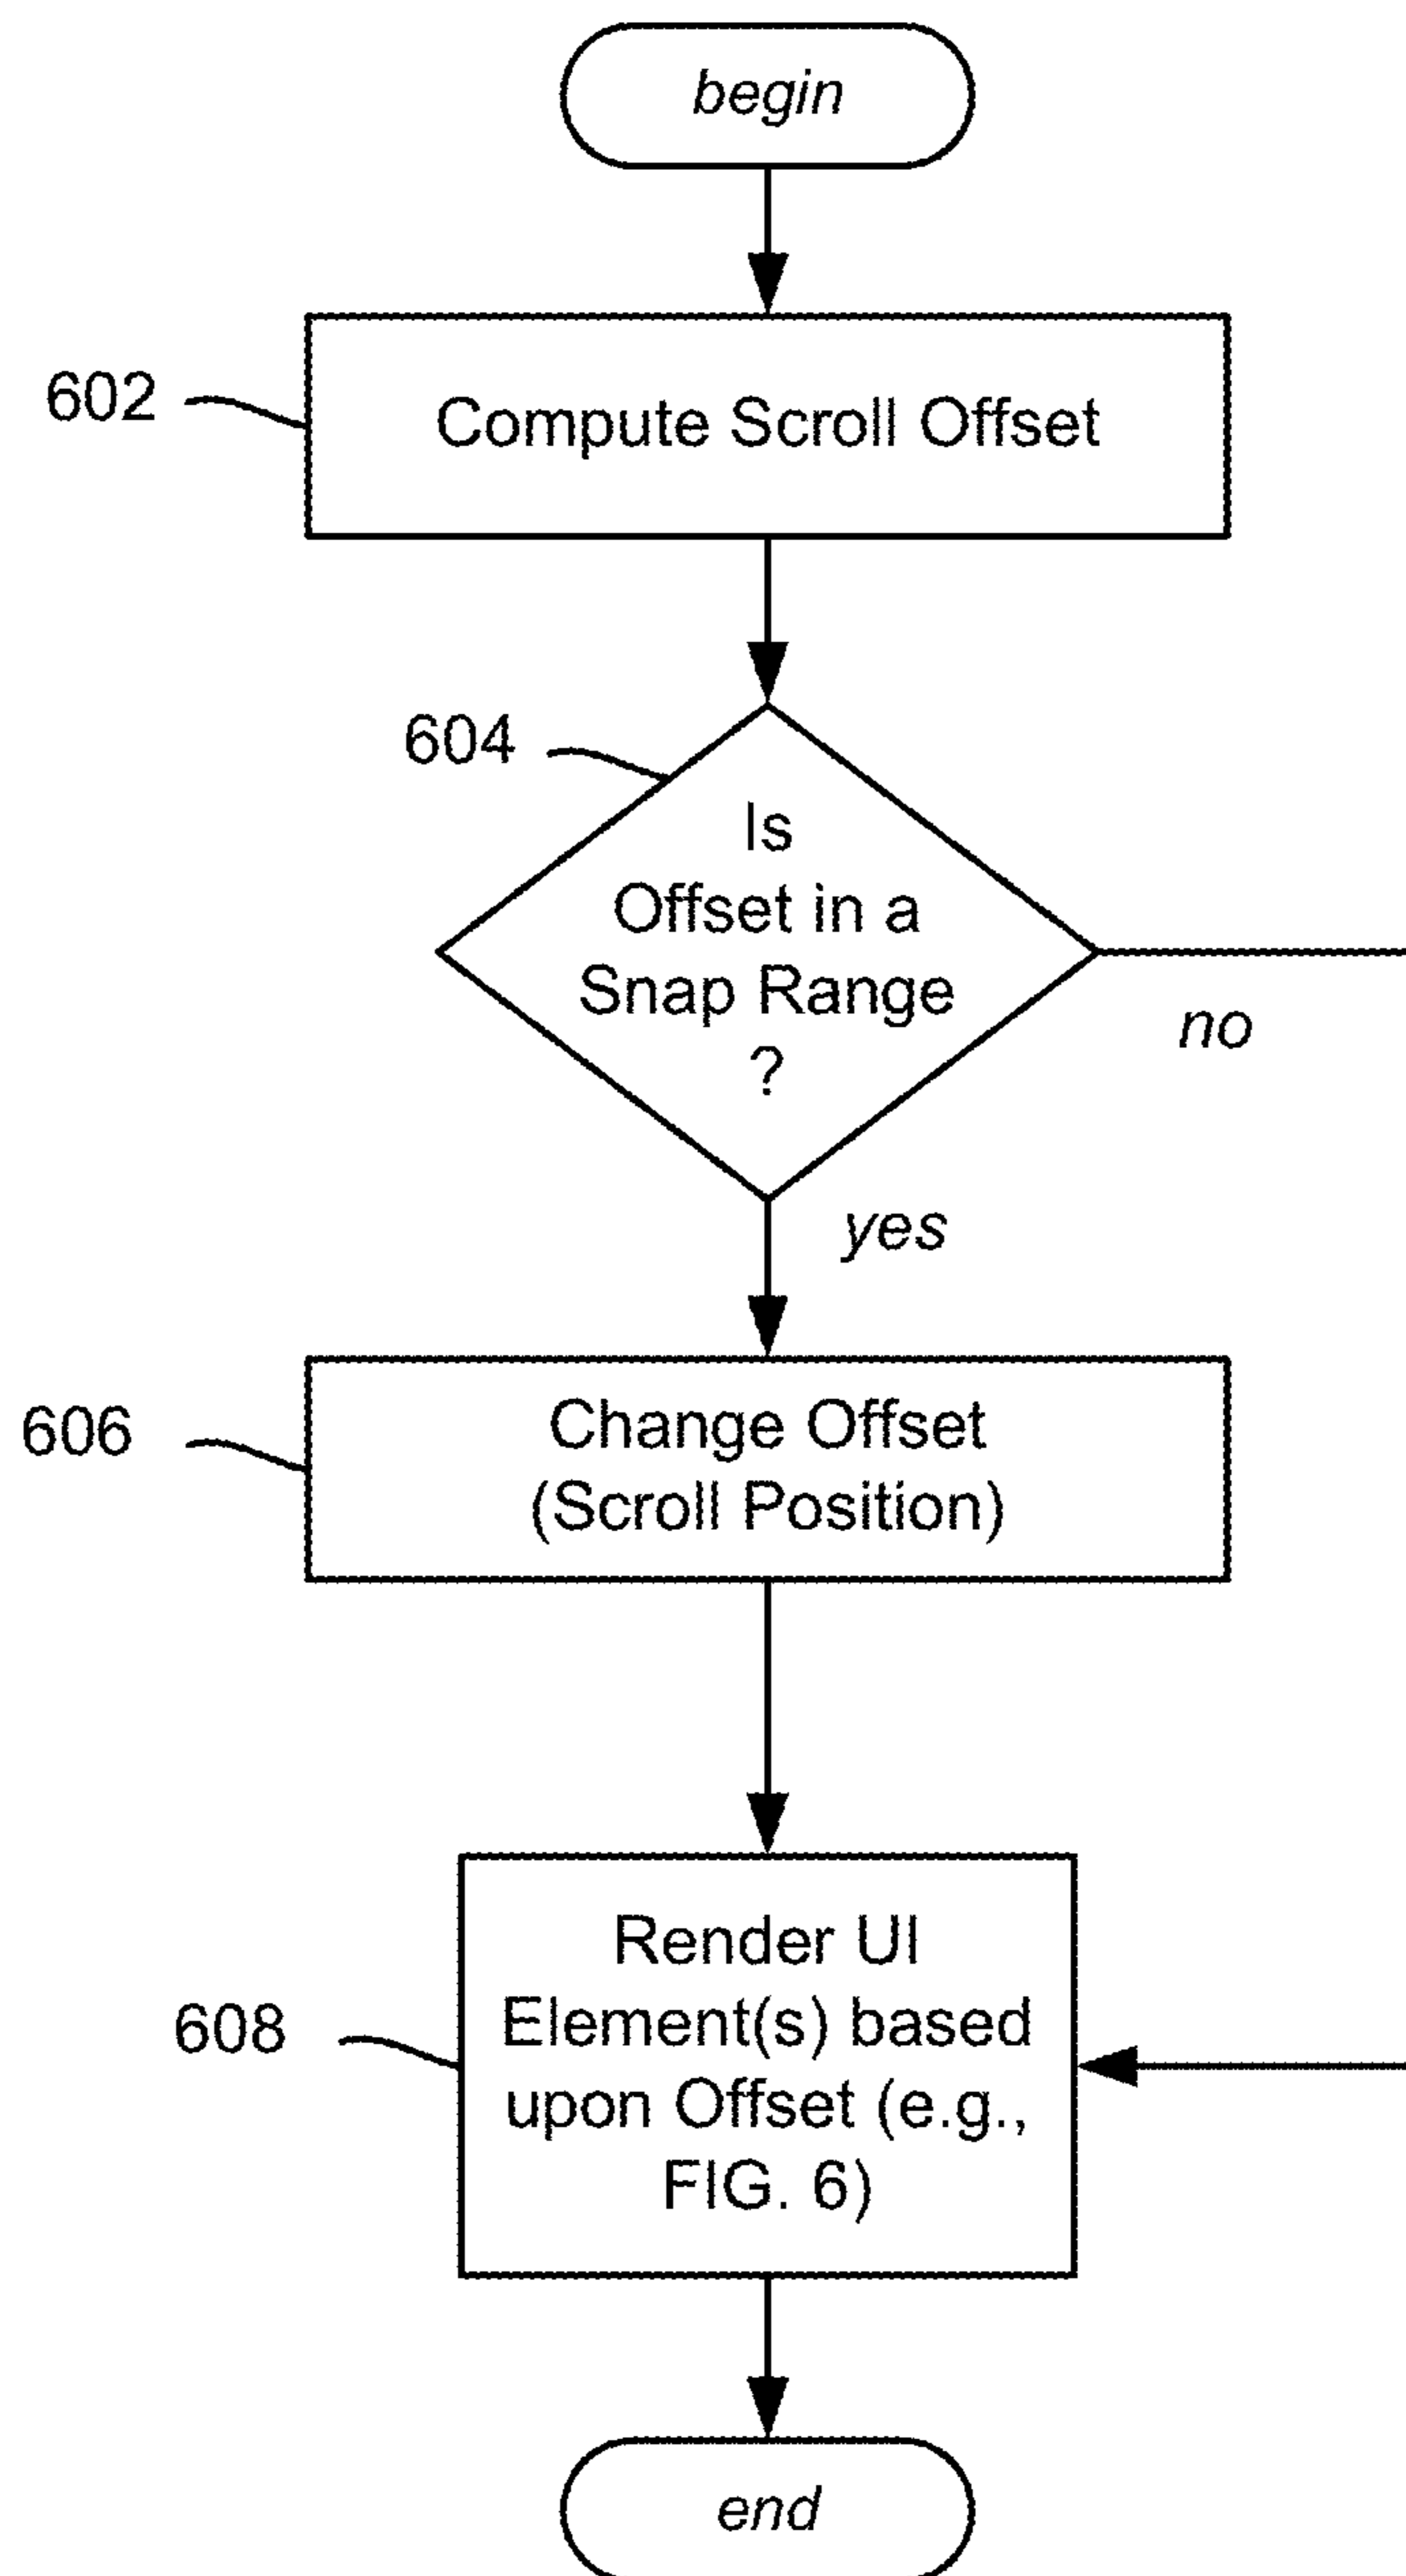 begin
602
Compute Scroll Offset
604
Is
Offset in a
Snap Range
?
no
yes
606
Change Offset
(Scroll Position)
608
Render UI
Element(s) based
upon Offset (e.g.,
FIG. 6)
end